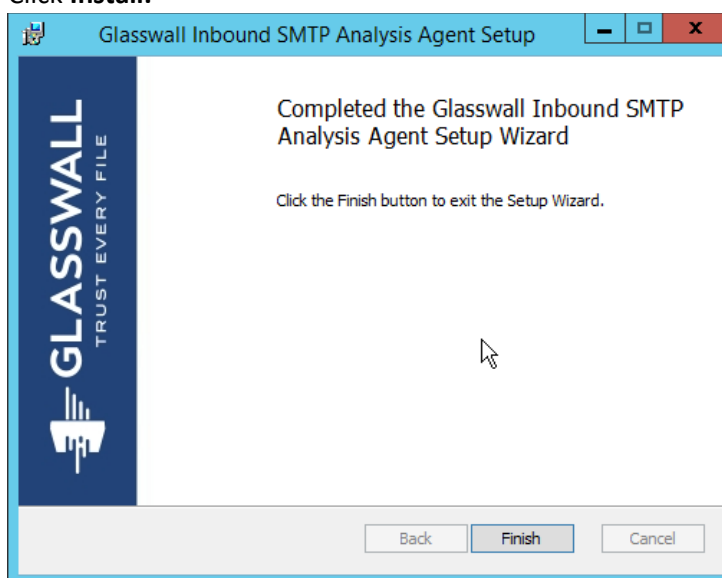 Click Install.
Glasswall Inbound SMTP Analysis Agent Setup
GLASSWALL
TRUST EVERY FILE
Completed the Glasswall Inbound SMTP
Analysis Agent Setup Wizard
Click the Finish button to exit the Setup Wizard.
Back
Finish
Cancel